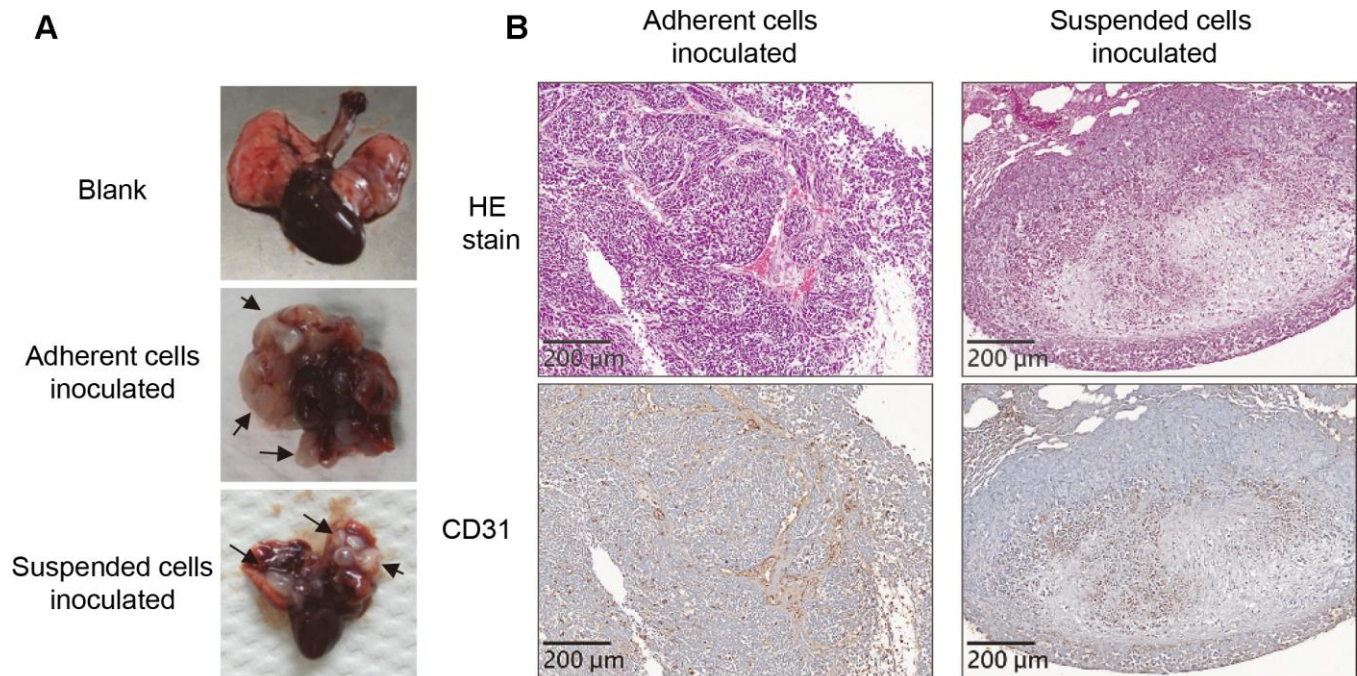 A
B
Adherent cells
inoculated
Suspended cells
inoculated
Blank
HE
stain
200 µm
200 µm
Adherent cells
inoculated
CD31
Suspended cells
inoculated
200 µm
200 µm